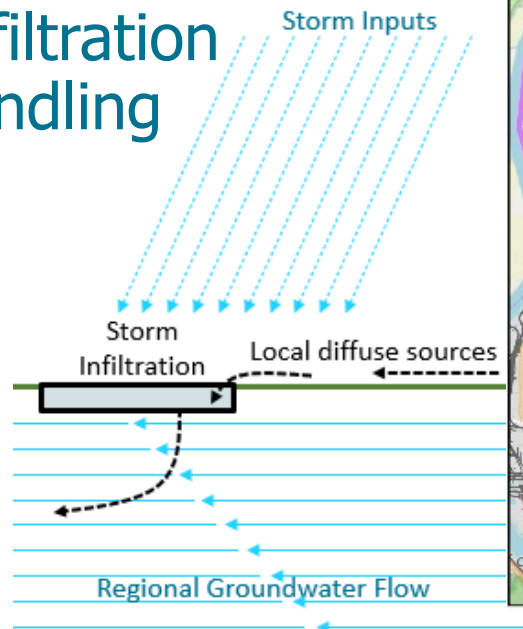 filtration
ndling
Storm Inputs
Storm
Infiltration
Local diffuse sources
Regional Groundwater Flow